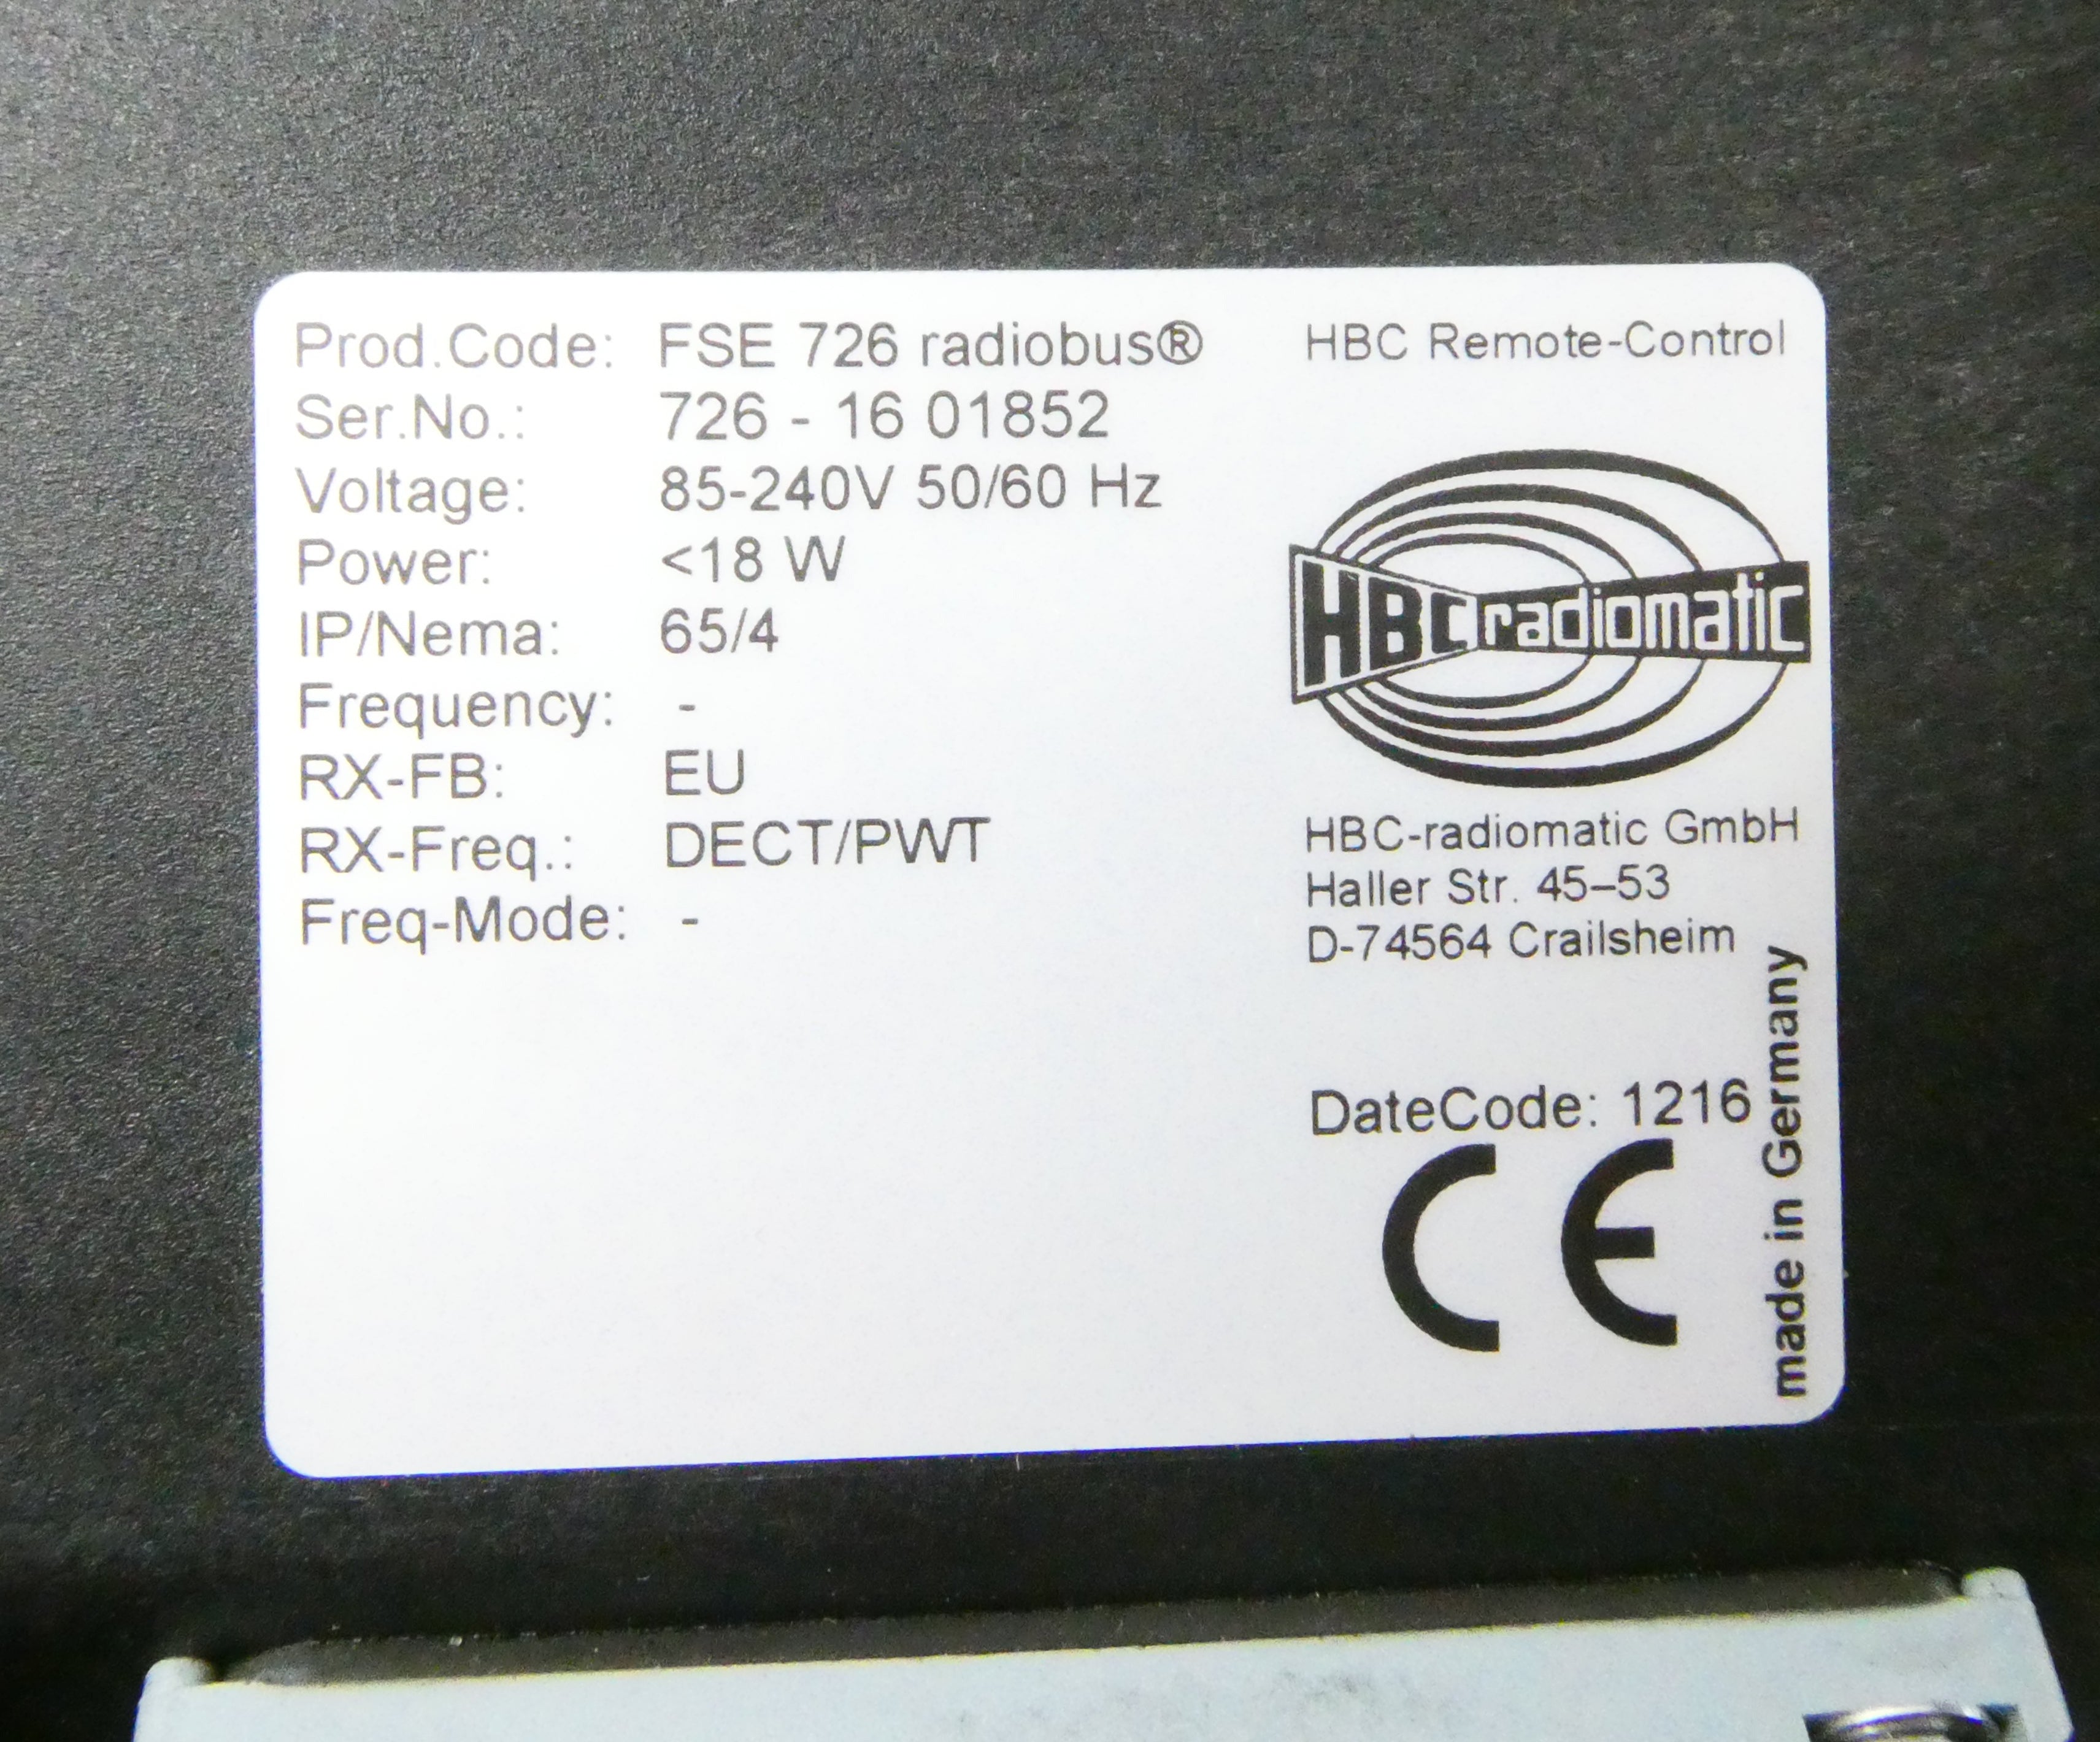 Prod.Code: FSE 726 radiobus®
Ser.No.: 726 - 16 01852
Voltage: 85-240V 50/60 Hz
Power: <18 W
IP/Nema: 65/4
Frequency: -
RX-FB: EU
RX-Freq.: DECT/PWT
Freq-Mode: -
HBC Remote-Control
HBC radiomatic
HBC-radiomatic GmbH
Haller Str. 45–53
D-74564 Crailsheim
DateCode: 1216
CE
made in Germany